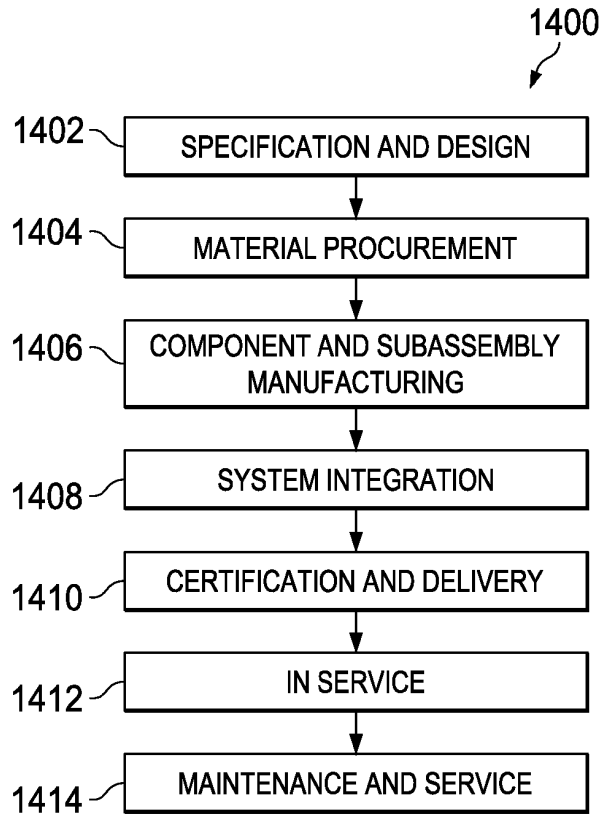 1400
1402
SPECIFICATION AND DESIGN
1404
MATERIAL PROCUREMENT
1406
COMPONENT AND SUBASSEMBLY
MANUFACTURING
1408
SYSTEM INTEGRATION
1410
CERTIFICATION AND DELIVERY
1412
IN SERVICE
1414
MAINTENANCE AND SERVICE